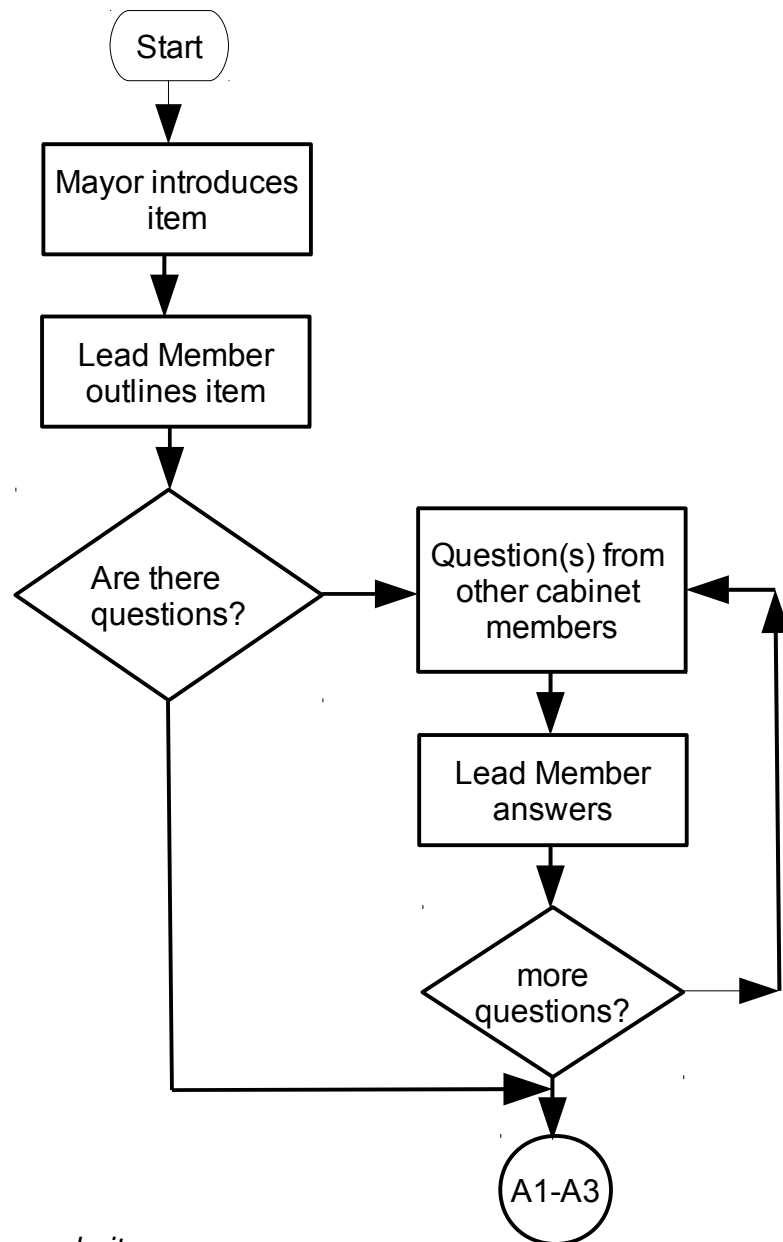 Start
Mayor introduces
item
Lead Member
outlines item
Are there
questions?
Question(s) from
other cabinet
members
Lead Member
answers
more
questions?
A1-A3